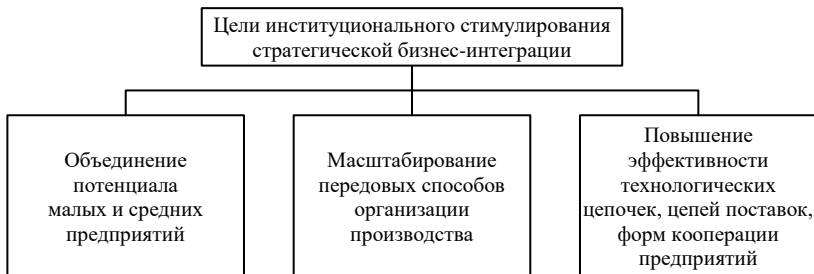 Цели институционального стимулирования
стратегической бизнес-интеграции
Объединение
потенциала
малых и средних
предприятий
Масштабирование
передовых способов
организации
производства
Повышение
эффективности
технологических
цепочек, цепей поставок,
форм кооперации
предприятий